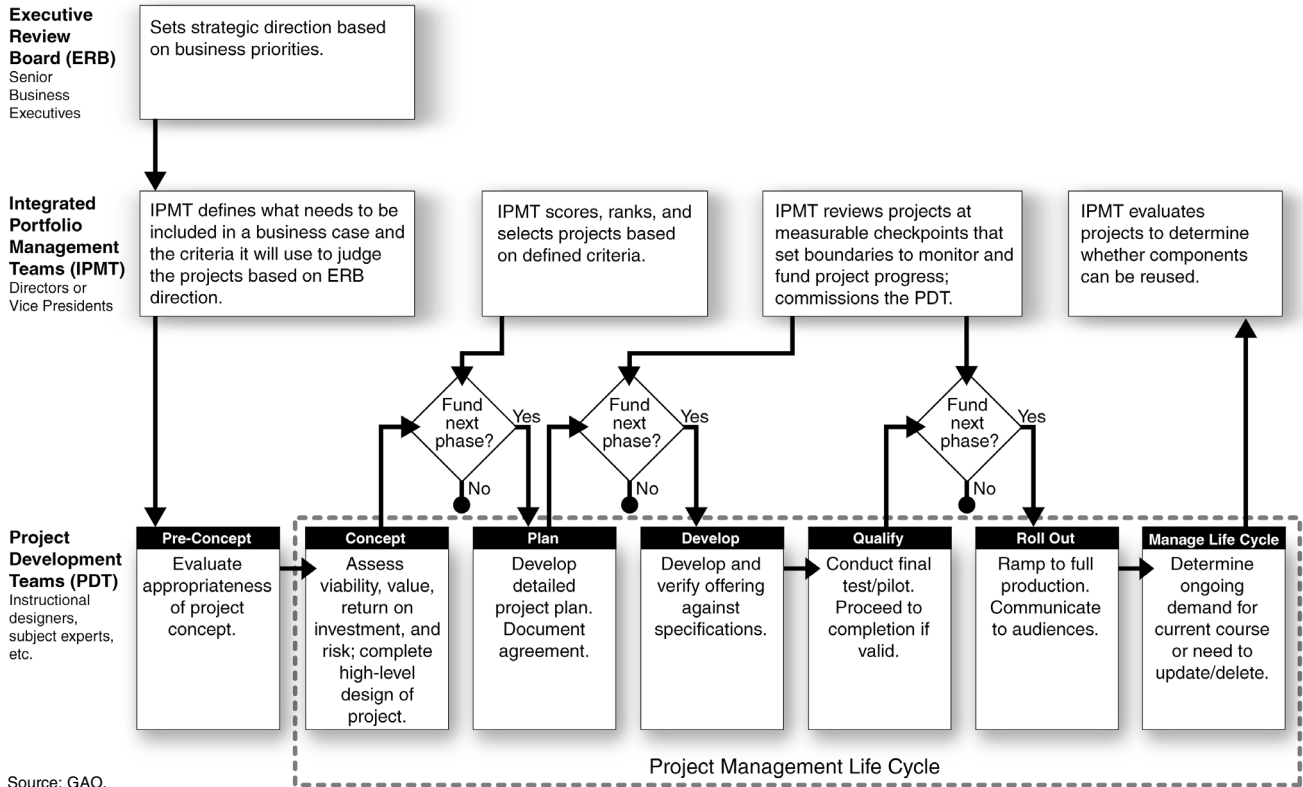 Executive
Review
Board (ERB)
Senior
Business
Executives
Sets strategic direction based
on business priorities.
Integrated
Portfolio
Management
Teams (IPMT)
Directors or
Vice Presidents
IPMT defines what needs to be
included in a business case and
the criteria it will use to judge
the projects based on ERB
direction.
IPMT scores, ranks, and
selects projects based
on defined criteria.
IPMT reviews projects at
measurable checkpoints that
set boundaries to monitor and
fund project progress;
commissions the PDT.
IPMT evaluates
projects to determine
whether components
can be reused.
Fund
next
phase?
Yes
No
Fund
next
phase?
Yes
No
Fund
next
phase?
Yes
No
Project
Development
Teams (PDT)
Instructional
designers,
subject experts,
etc.
Pre-Concept
Evaluate
appropriateness
of project
concept.
Concept
Assess
viability, value,
return on
investment, and
risk; complete
high-level
design of
project.
Plan
Develop
detailed
project plan.
Document
agreement.
Develop
Develop and
verify offering
against
specifications.
Qualify
Conduct final
test/pilot.
Proceed to
completion if
valid.
Roll Out
Ramp to full
production.
Communicate
to audiences.
Manage Life Cycle
Determine
ongoing
demand for
current course
or need to
update/delete.
Project Management Life Cycle
Source: GAO.